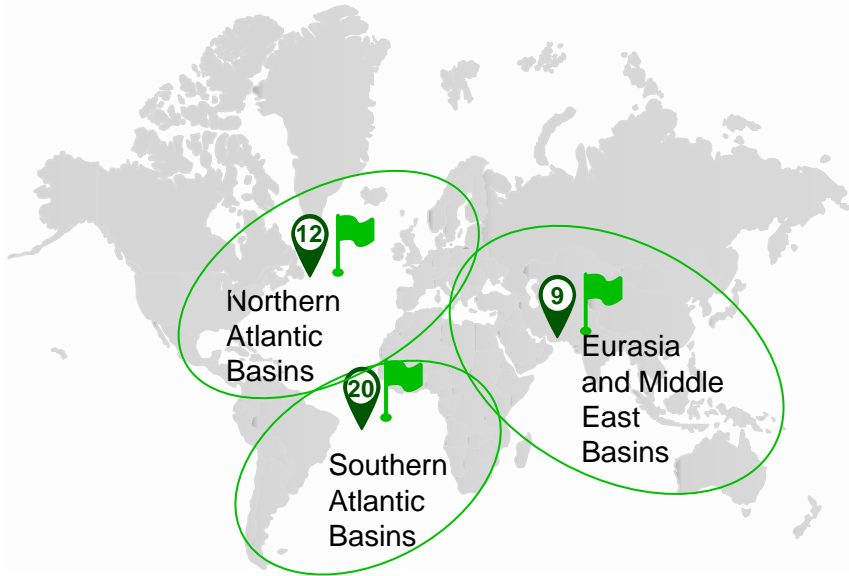 12
Northern
Atlantic
Basins
9
Eurasia
and Middle
East
Basins
20
Southern
Atlantic
Basins